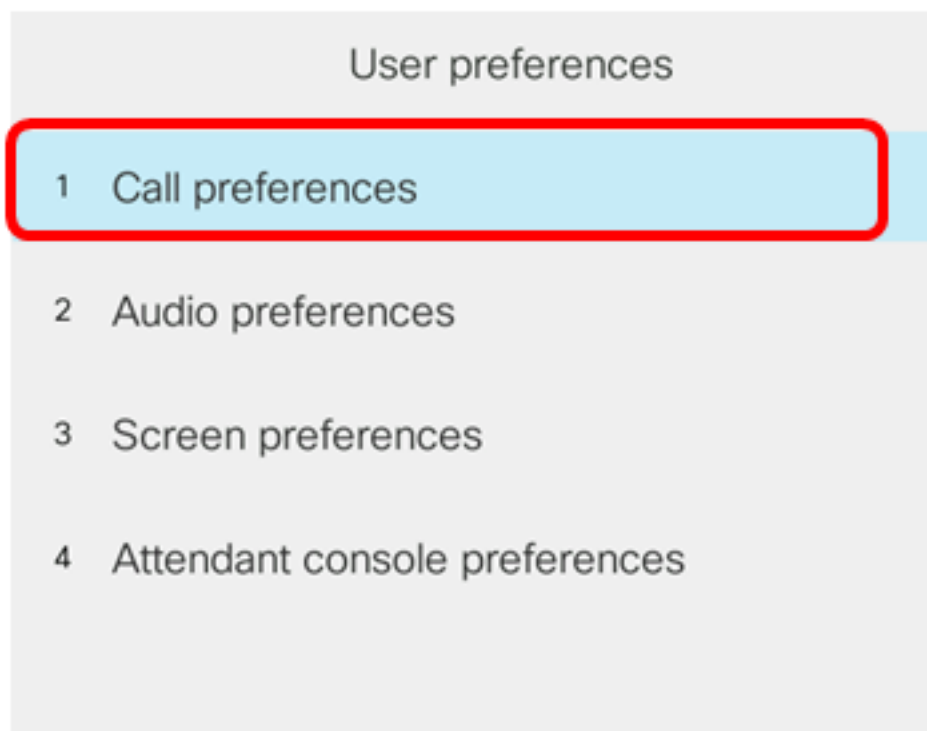 User preferences
1 Call preferences
2 Audio preferences
3 Screen preferences
4 Attendant console preferences